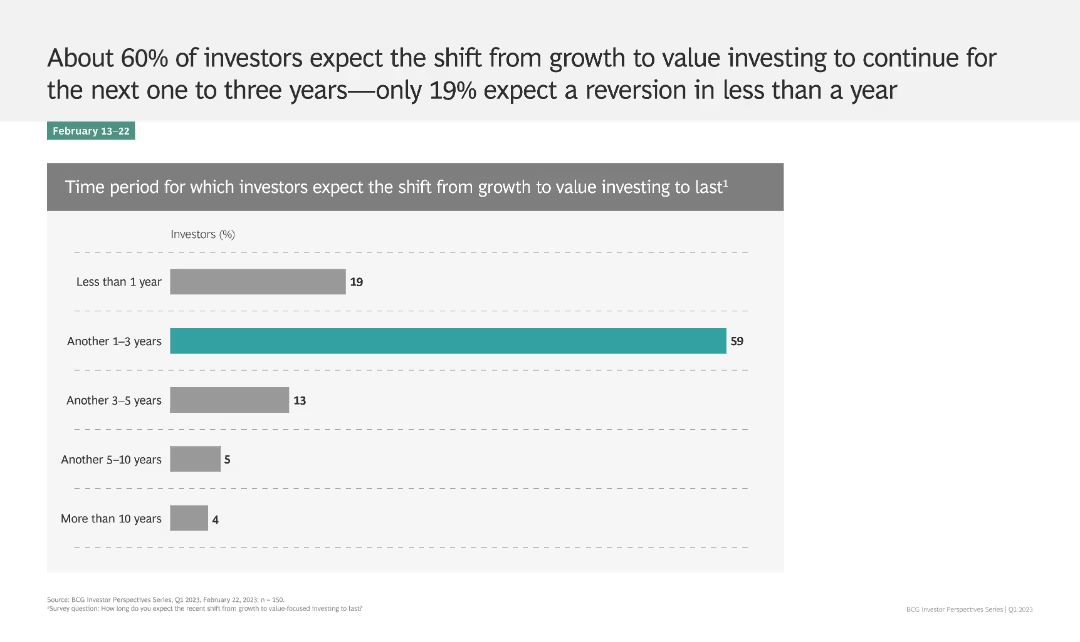 About 60% of investors expect the shift from growth to value investing to continue for
the next one to three years—only 19% expect a reversion in less than a year
February 13–22
Time period for which investors expect the shift from growth to value investing to last¹
Investors (%)
Less than 1 year 19
Another 1–3 years 59
Another 3–5 years 13
Another 5–10 years 5
More than 10 years 4
Source: BCG Investor Perspectives Series, Q1 2023, February 22, 2023; n = 150.
¹Survey question: How long do you expect the recent shift from growth to value-focused investing to last?
BCG Investor Perspectives Series | Q1 2023